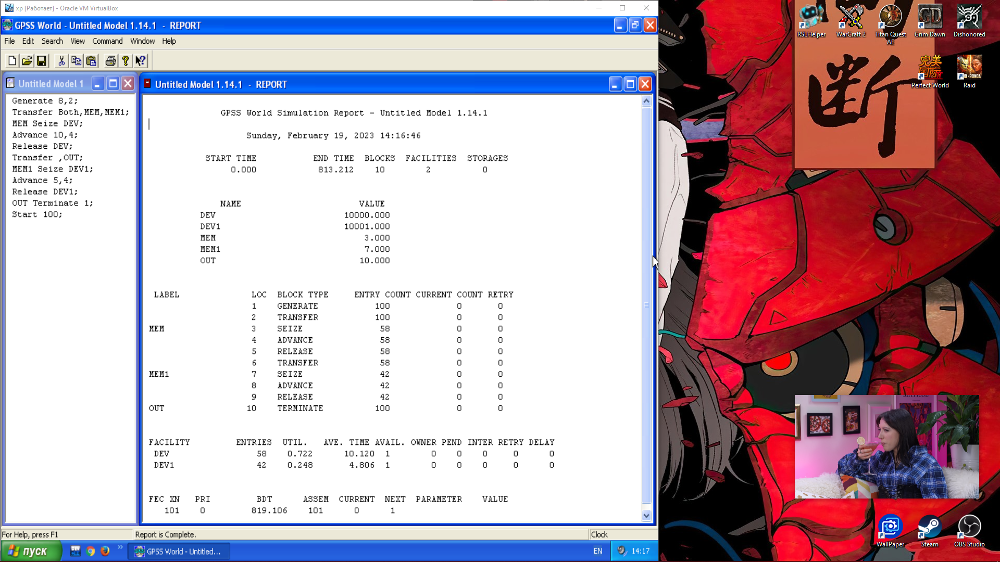 xp [Работает] - Oracle VM VirtualBox
GPSS World - Untitled Model 1.14.1 - REPORT
File Edit Search View Command Window Help
Untitled Model 1
Generate 8,2;
Transfer Both,MEM,MEM1;
MEM Seize DEV;
Advance 10,4;
Release DEV;
Transfer ,OUT;
MEM1 Seize DEV1;
Advance 5,4;
Release DEV1;
OUT Terminate 1;
Start 100;
Untitled Model 1.14.1 - REPORT
GPSS World Simulation Report - Untitled Model 1.14.1
Sunday, February 19, 2023 14:16:46
START TIME END TIME BLOCKS FACILITIES STORAGES
0.000 813.212 10 2 0
NAME VALUE
DEV 10000.000
DEV1 10001.000
MEM 3.000
MEM1 7.000
OUT 10.000
LABEL LOC BLOCK TYPE ENTRY COUNT CURRENT COUNT RETRY
1 GENERATE 100 0 0
2 TRANSFER 100 0 0
MEM 3 SEIZE 58 0 0
4 ADVANCE 58 0 0
5 RELEASE 58 0 0
6 TRANSFER 58 0 0
MEM1 7 SEIZE 42 0 0
8 ADVANCE 42 0 0
9 RELEASE 42 0 0
OUT 10 TERMINATE 100 0 0
FACILITY ENTRIES UTIL. AVE. TIME AVAIL. OWNER PEND INTER RETRY DELAY
DEV 58 0.722 10.120 1 0 0 0 0 0
DEV1 42 0.248 4.806 1 0 0 0 0 0
FEC XN PRI BDT ASSEM CURRENT NEXT PARAMETER VALUE
101 0 819.106 101 0 1
For Help, press F1
Report is Complete.
Clock
пуск
GPSS World - Untitled...
EN
14:17
RSLHelper
WarCraft 2
Titan Quest AE
GD
Grim Dawn
Dishonored
完美
国际
Perfect World
Raid
断
MATISSE
WallPaper
Steam
OBS Studio